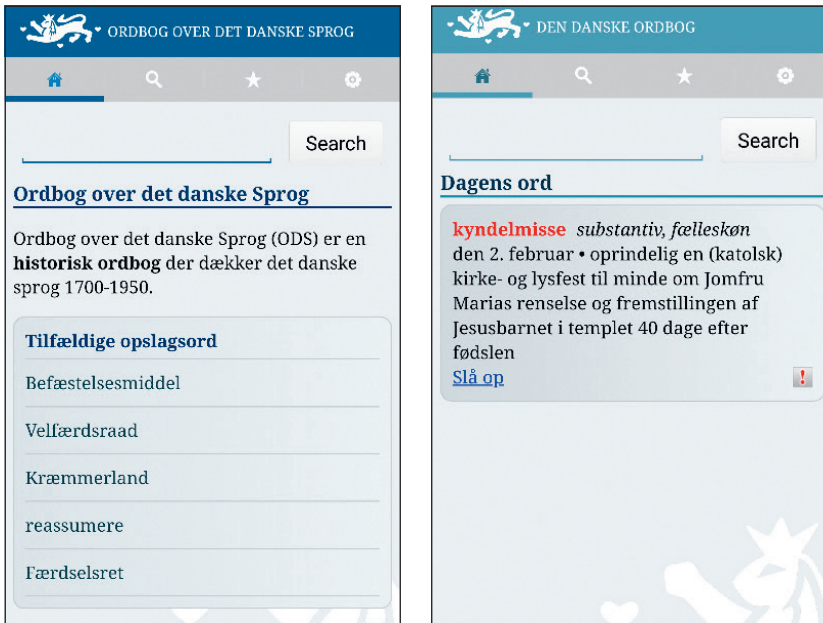 ORDBOG OVER DET DANSKE SPROG
Search
Ordbog over det danske Sprog
Ordbog over det danske Sprog (ODS) er en
historisk ordbog der dækker det danske
sprog 1700-1950.
Tilfældige opslagsord
Befæstelsesmiddel
Velfærdsraad
Kræmmerland
reassumere
Færdselsret
DEN DANSKE ORDBOG
Search
Dagens ord
kyndelmisse substantiv, fælleskøn
den 2. februar • oprindelig en (katolsk)
kirke- og lysfest til minde om Jomfru
Marias renselse og fremstillingen af
Jesusbarnet i templet 40 dage efter
fødslen
Slå op
!